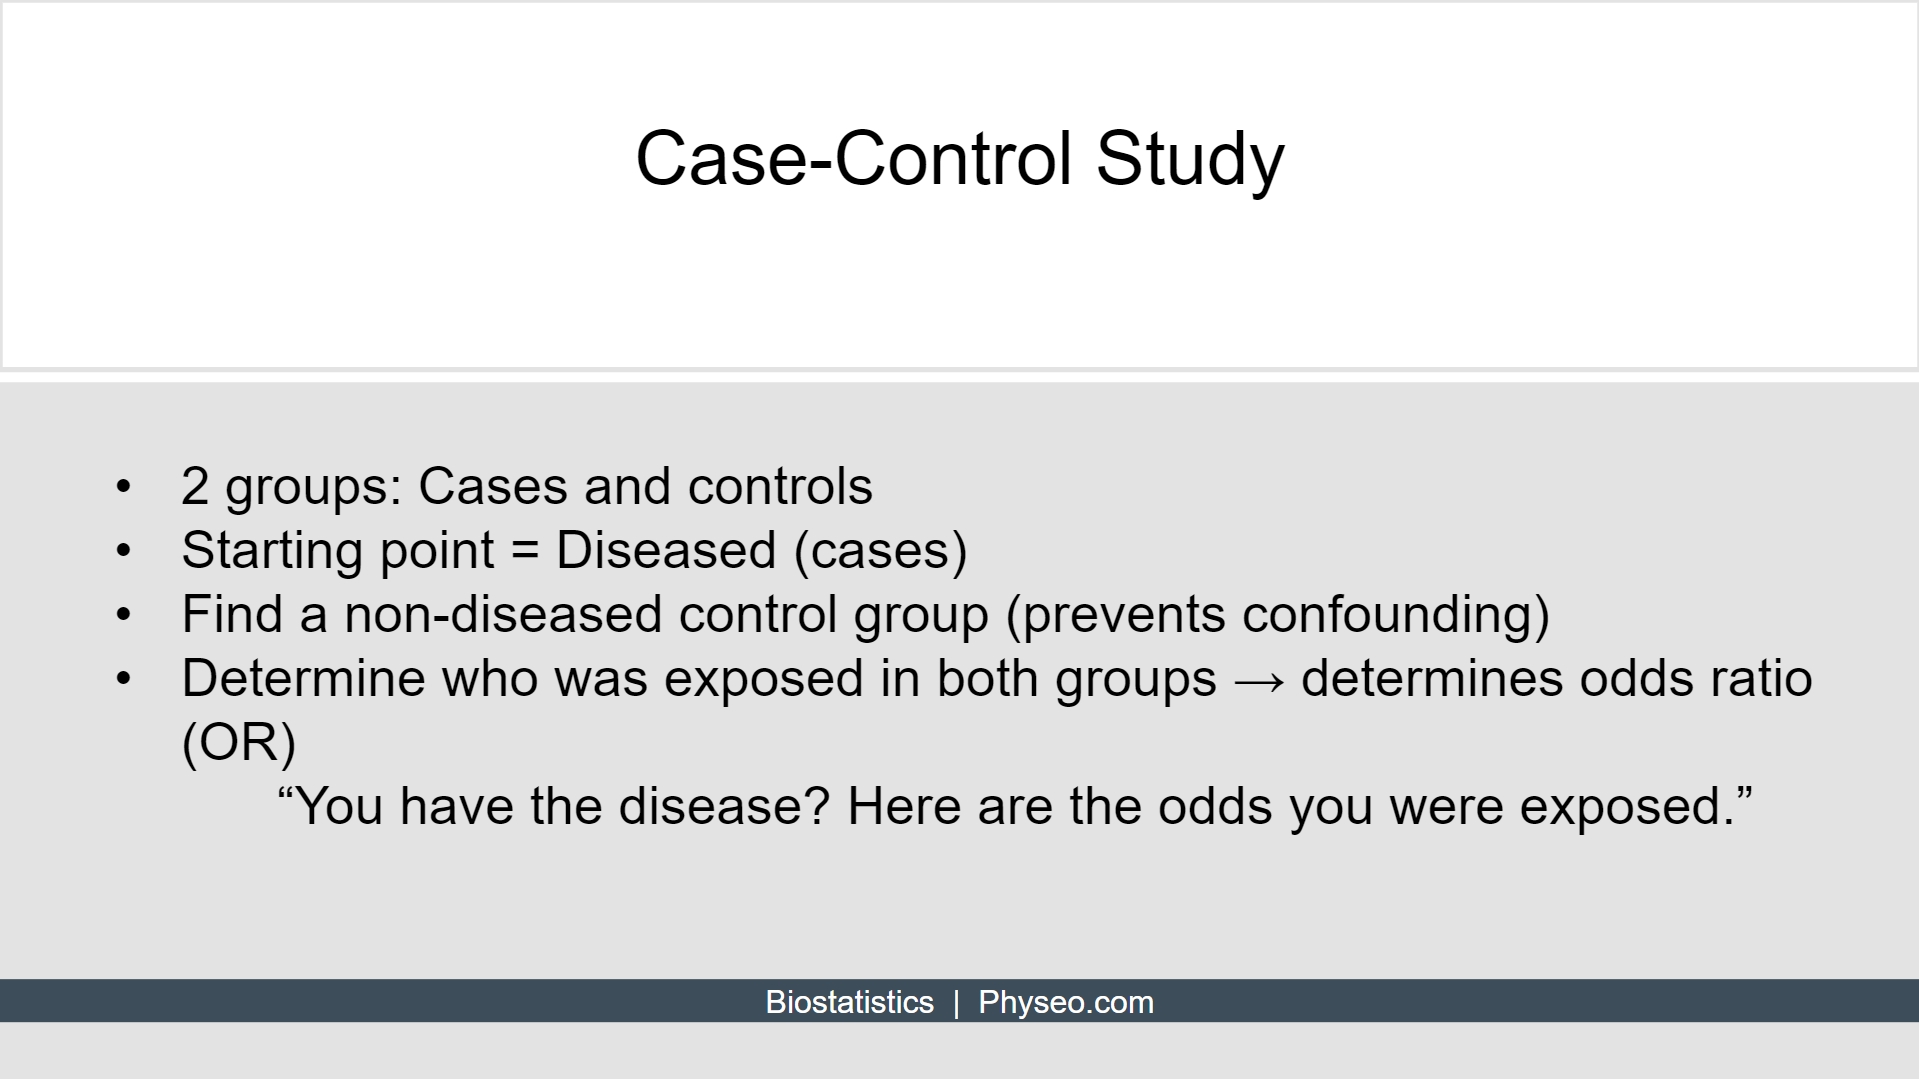 Case-Control Study
• 2 groups: Cases and controls
• Starting point = Diseased (cases)
• Find a non-diseased control group (prevents confounding)
• Determine who was exposed in both groups → determines odds ratio
(OR)
“You have the disease? Here are the odds you were exposed.”
Biostatistics | Physeo.com